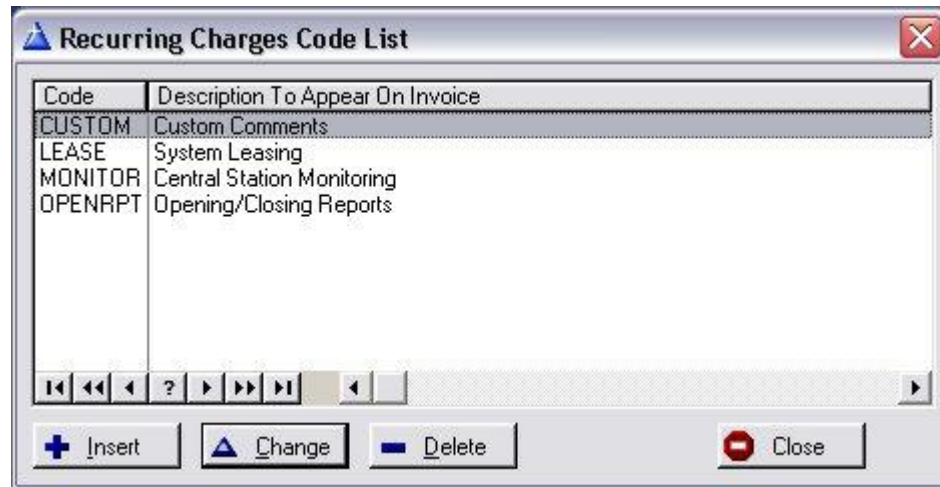 Recurring Charges Code List
Code Description To Appear On Invoice
CUSTOM Custom Comments
LEASE System Leasing
MONITOR Central Station Monitoring
OPENRPT Opening/Closing Reports
?
Insert Change Delete Close